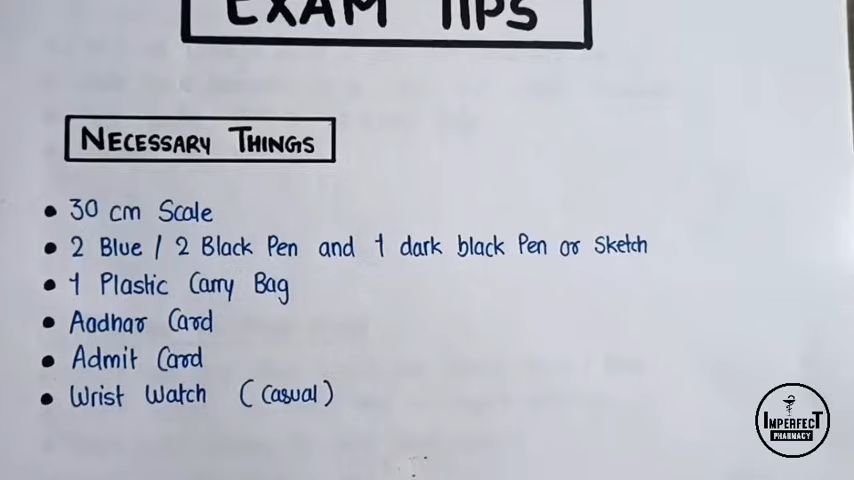 EXAM TIPS
NECESSARY THINGS
• 30 cm Scale
• 2 Blue / 2 Black Pen and 1 dark black Pen or Sketch
• 1 Plastic Carry Bag
• Aadhar Card
• Admit Card
• Wrist Watch (Casual)
IMPERFECT
PHARMACY